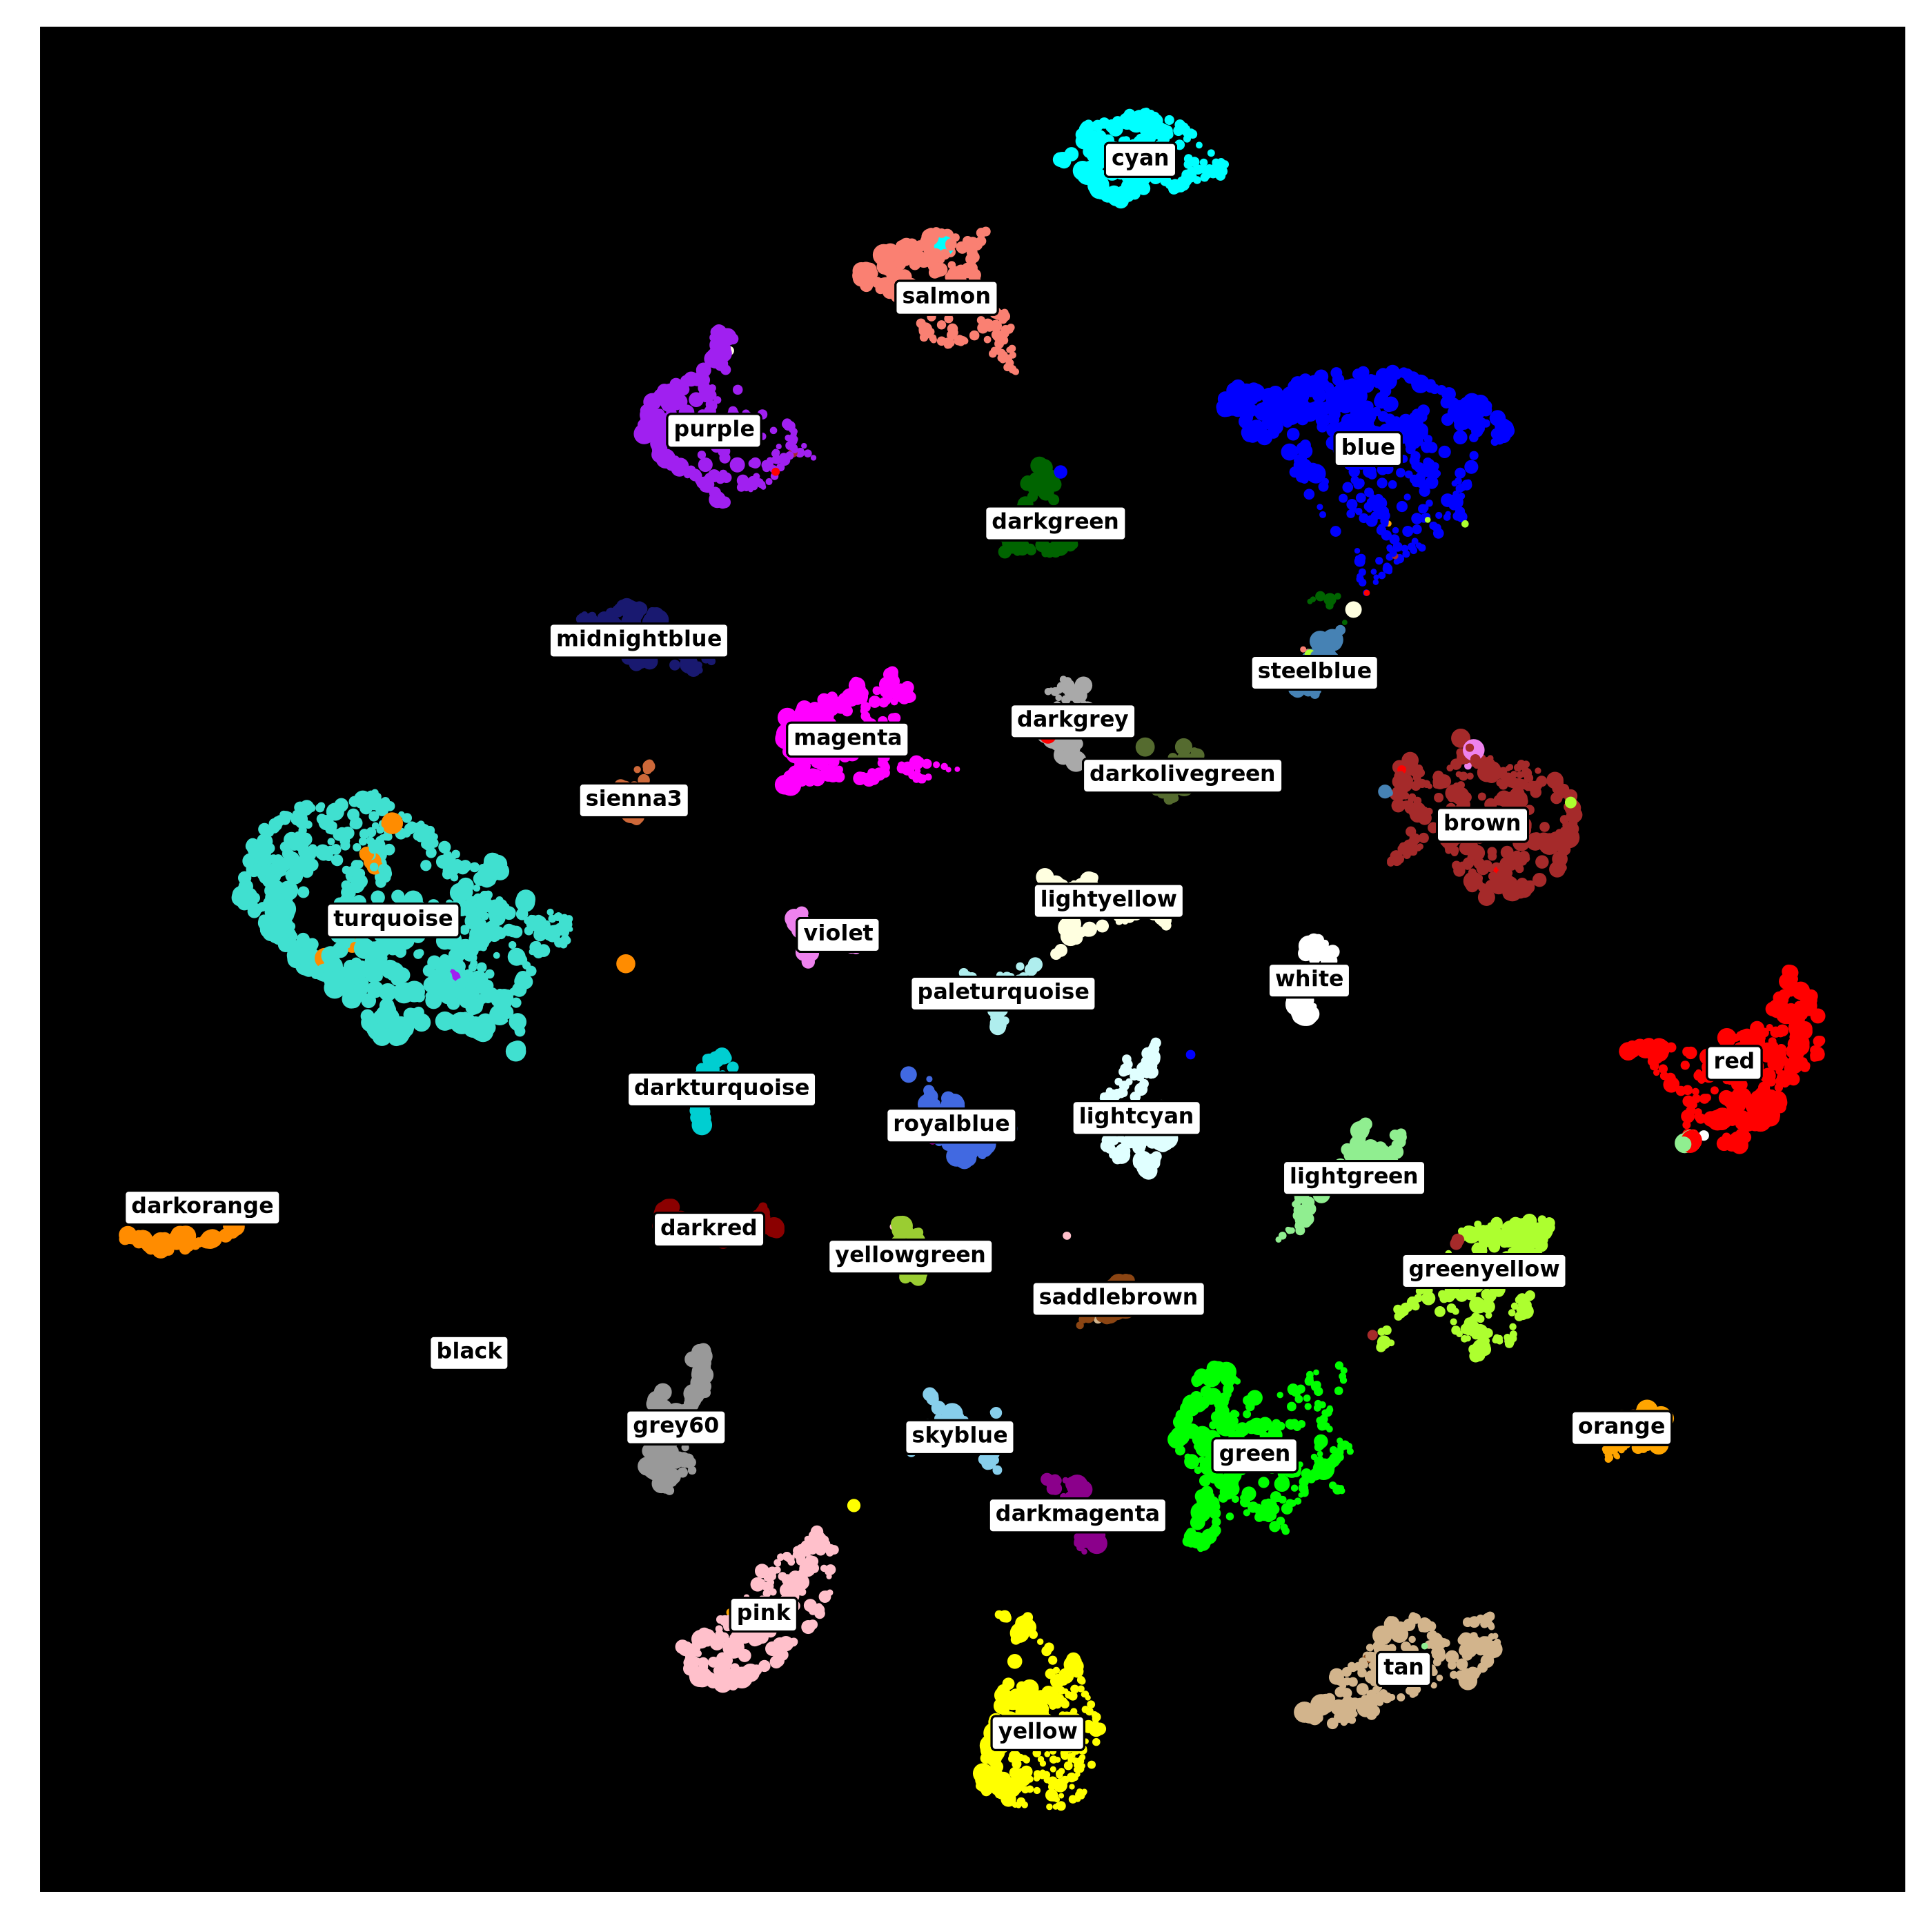 cyan
salmon
purple
blue
darkgreen
midnightblue
steelblue
darkgrey
magenta
darkolivegreen
sienna3
brown
lightyellow
turquoise
violet
white
paleturquoise
red
darkturquoise
lightcyan
royalblue
lightgreen
darkorange
darkred
yellowgreen
greenyellow
saddlebrown
black
grey60
orange
skyblue
green
darkmagenta
pink
tan
yellow